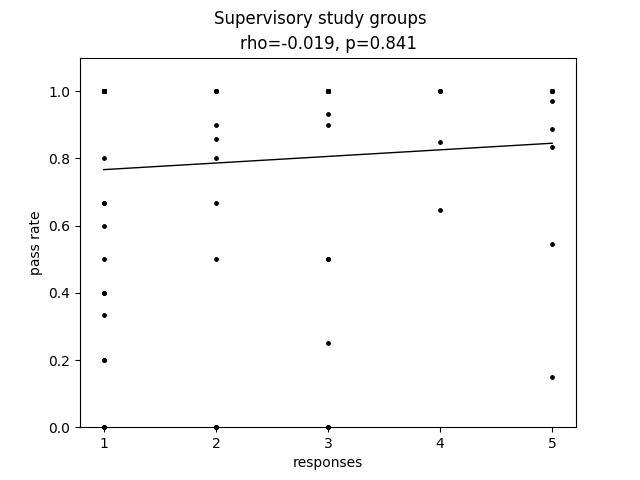 Supervisory study groups
rho=-0.019, p=0.841
1.0
0.8
0.6
0.4
0.2
0.0
pass rate
1 2 3 4 5
responses